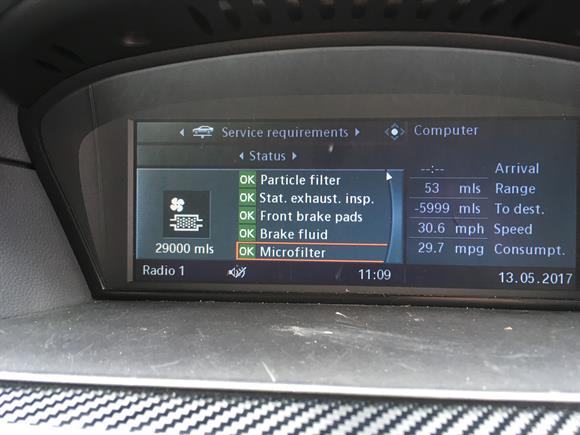 Service requirements
Computer
Status
OK Particle filter
OK Stat. exhaust. insp.
OK Front brake pads
OK Brake fluid
OK Microfilter
29000 mls
--:-- Arrival
53 mls Range
-5999 mls To dest.
30.6 mph Speed
29.7 mpg Consumpt.
Radio 1
11:09
13.05.2017